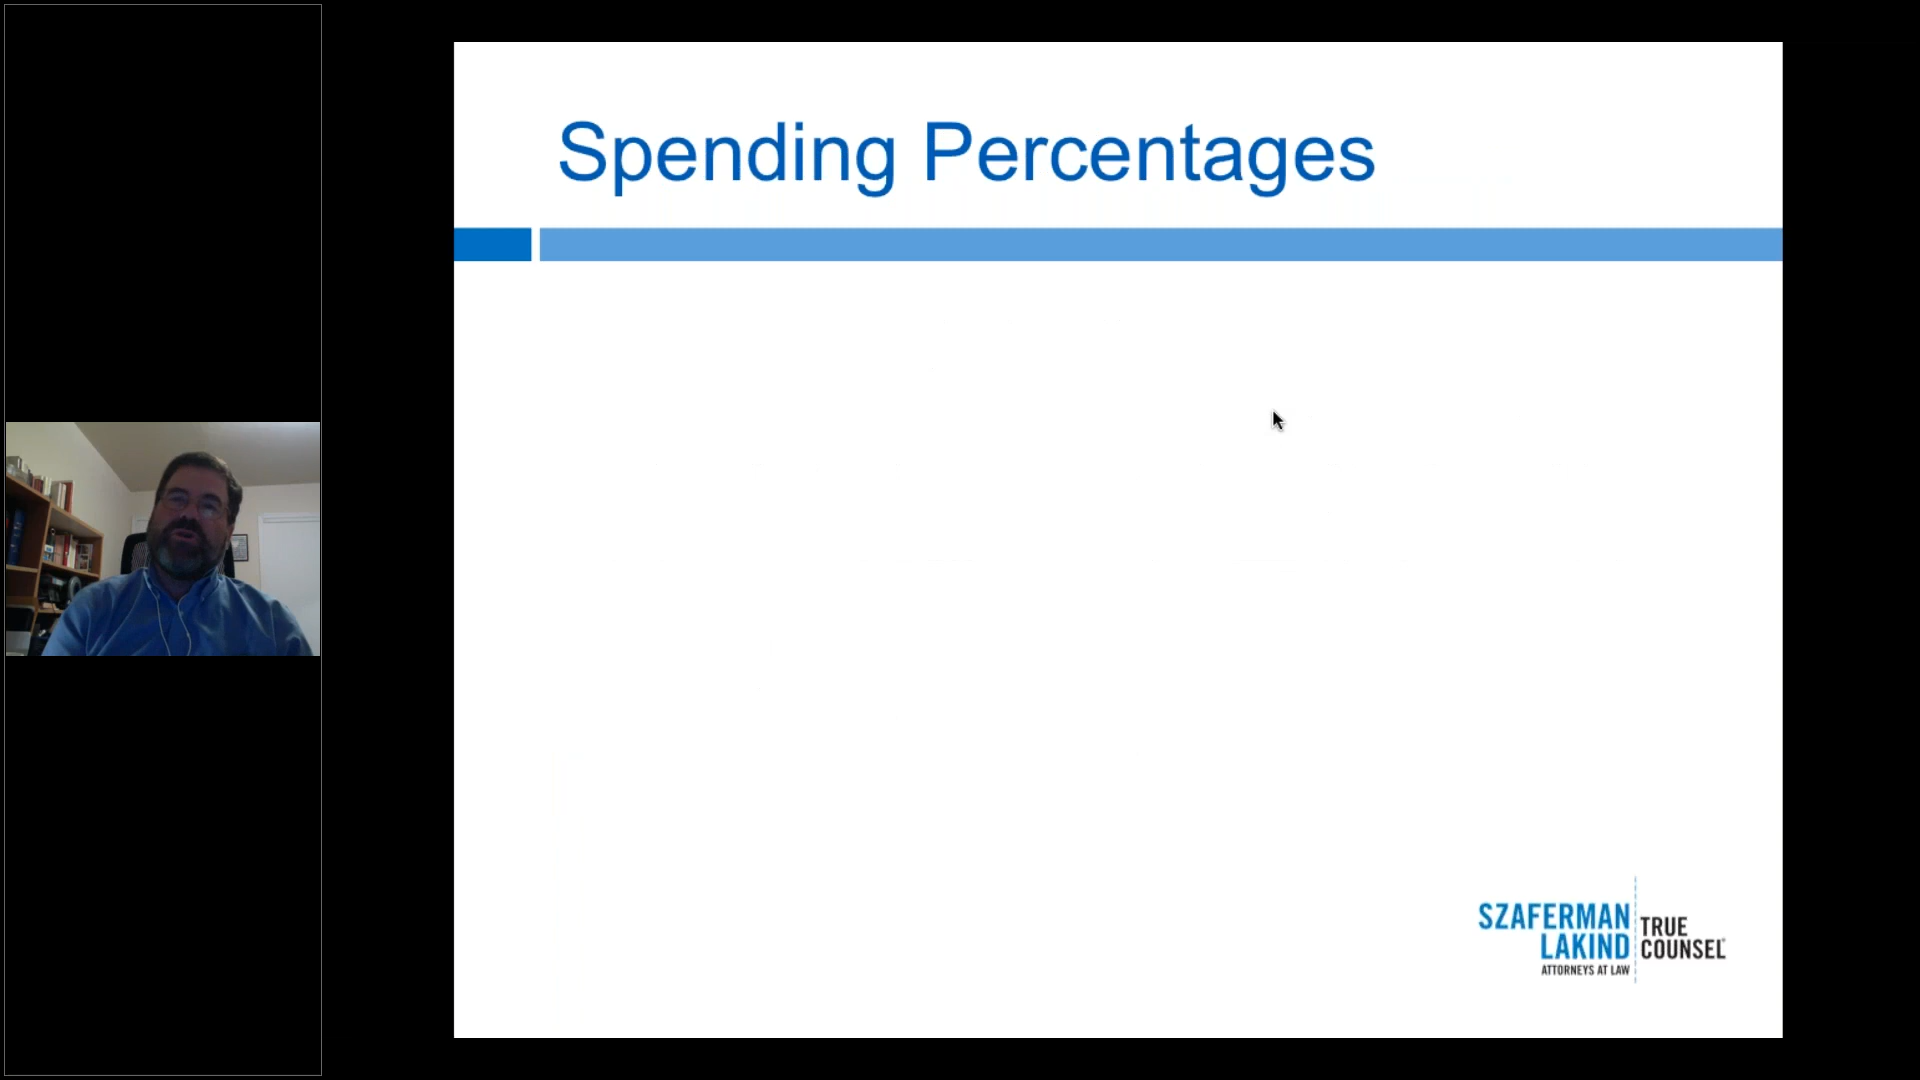 Spending Percentages
SZAFERMAN
LAKIND
ATTORNEYS AT LAW
TRUE
COUNSEL